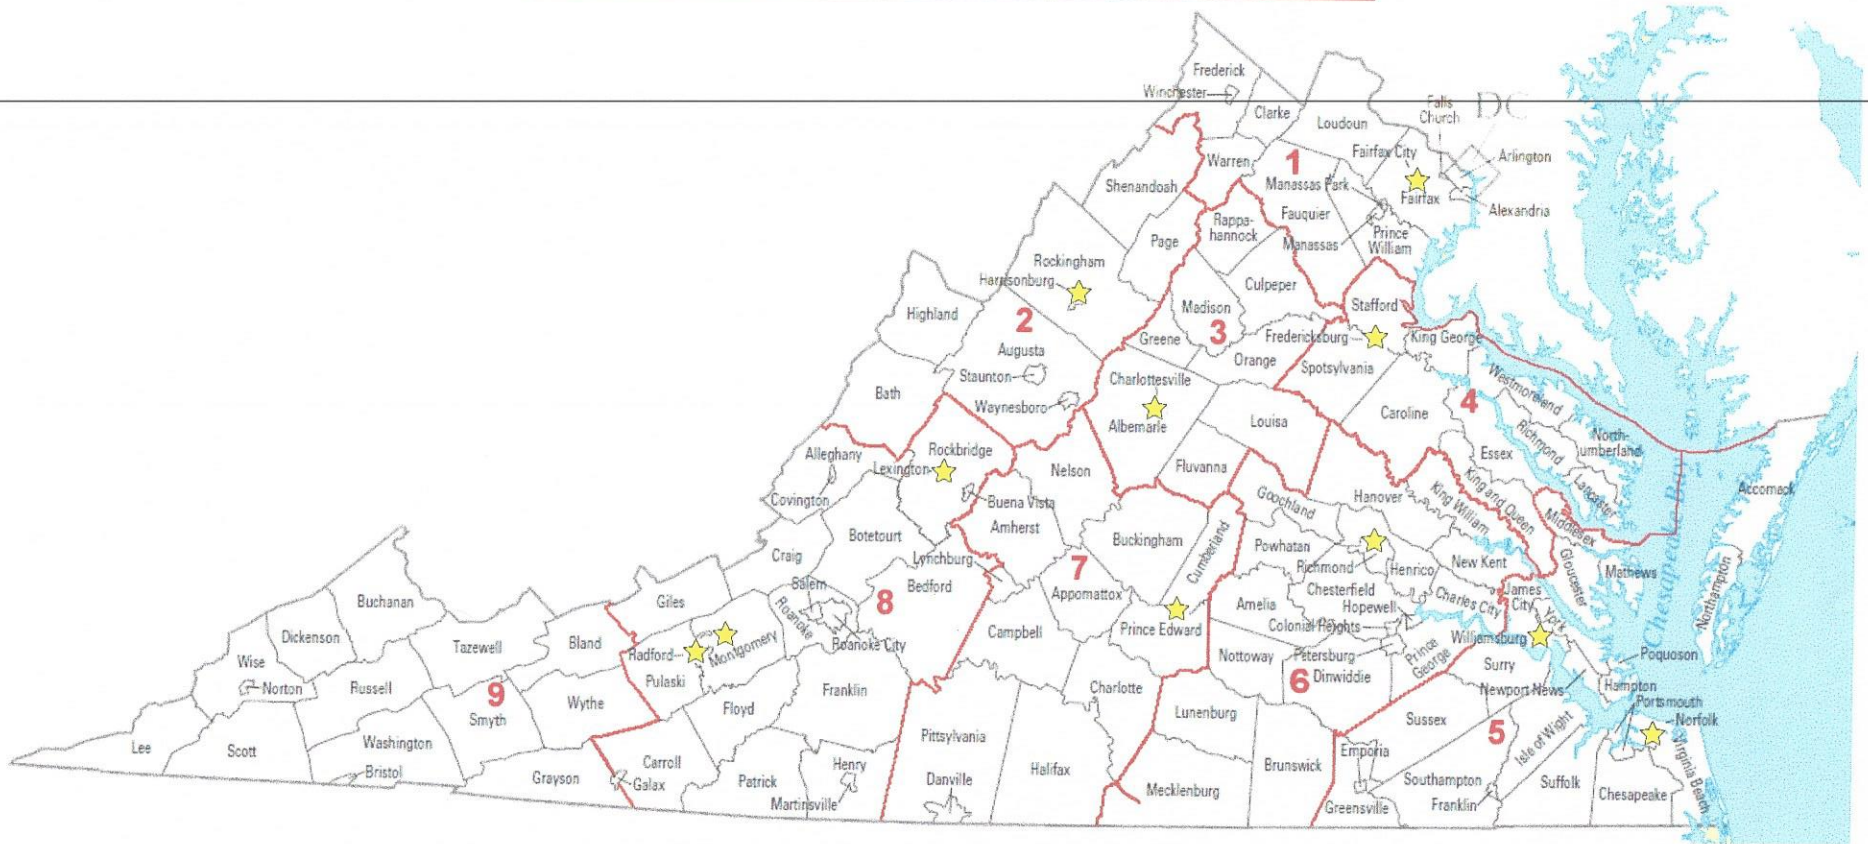 Frederick
Winchester
Clarke
Loudoun
Falls
Church
DC
Warren
1
Fairfax City
Arlington
Shenandoah
Manassas Park
Fairfax
Alexandria
Rappa-
hannock
Fauquier
Manassas
Prince
William
Page
Rockingham
Harrisonburg
Culpeper
Madison
Stafford
Highland
2
3
Greene
Fredericksburg
King George
Augusta
Orange
Spotsylvania
Staunton
Charlottesville
Bath
Waynesboro
Albemarle
Louisa
Caroline
4
Westmoreland
Richmond
North-
umberland
Alleghany
Rockbridge
Lexington
Nelson
Fluvanna
Essex
Lancaster
Covington
Buena Vista
Amherst
Goochland
Hanover
King William
King and Queen
Middlesex
Accomack
Chesapeake Bay
Botetourt
Buckingham
Cumberland
Powhatan
Craig
Lynchburg
Richmond
Henrico
New Kent
Gloucester
Mathews
Northampton
Salem
Bedford
7
Appomattox
Chesterfield
Charles City
James
City
York
Buchanan
Giles
Roanoke
8
Amelia
Hopewell
Dickenson
Tazewell
Bland
Campbell
Prince Edward
Colonial Heights
Williamsburg
Roanoke City
Radford
Montgomery
Nottoway
Petersburg
Prince
George
Poquoson
Wise
Norton
Russell
9
Smyth
Wythe
Pulaski
Franklin
Charlotte
6
Dinwiddie
Surry
Newport News
Hampton
Portsmouth
Floyd
Lunenburg
Sussex
5
Norfolk
Lee
Scott
Washington
Bristol
Carroll
Pittsylvania
Isle of Wight
Virginia Beach
Grayson
Galax
Patrick
Henry
Martinsville
Danville
Halifax
Mecklenburg
Brunswick
Emporia
Greensville
Southampton
Franklin
Suffolk
Chesapeake